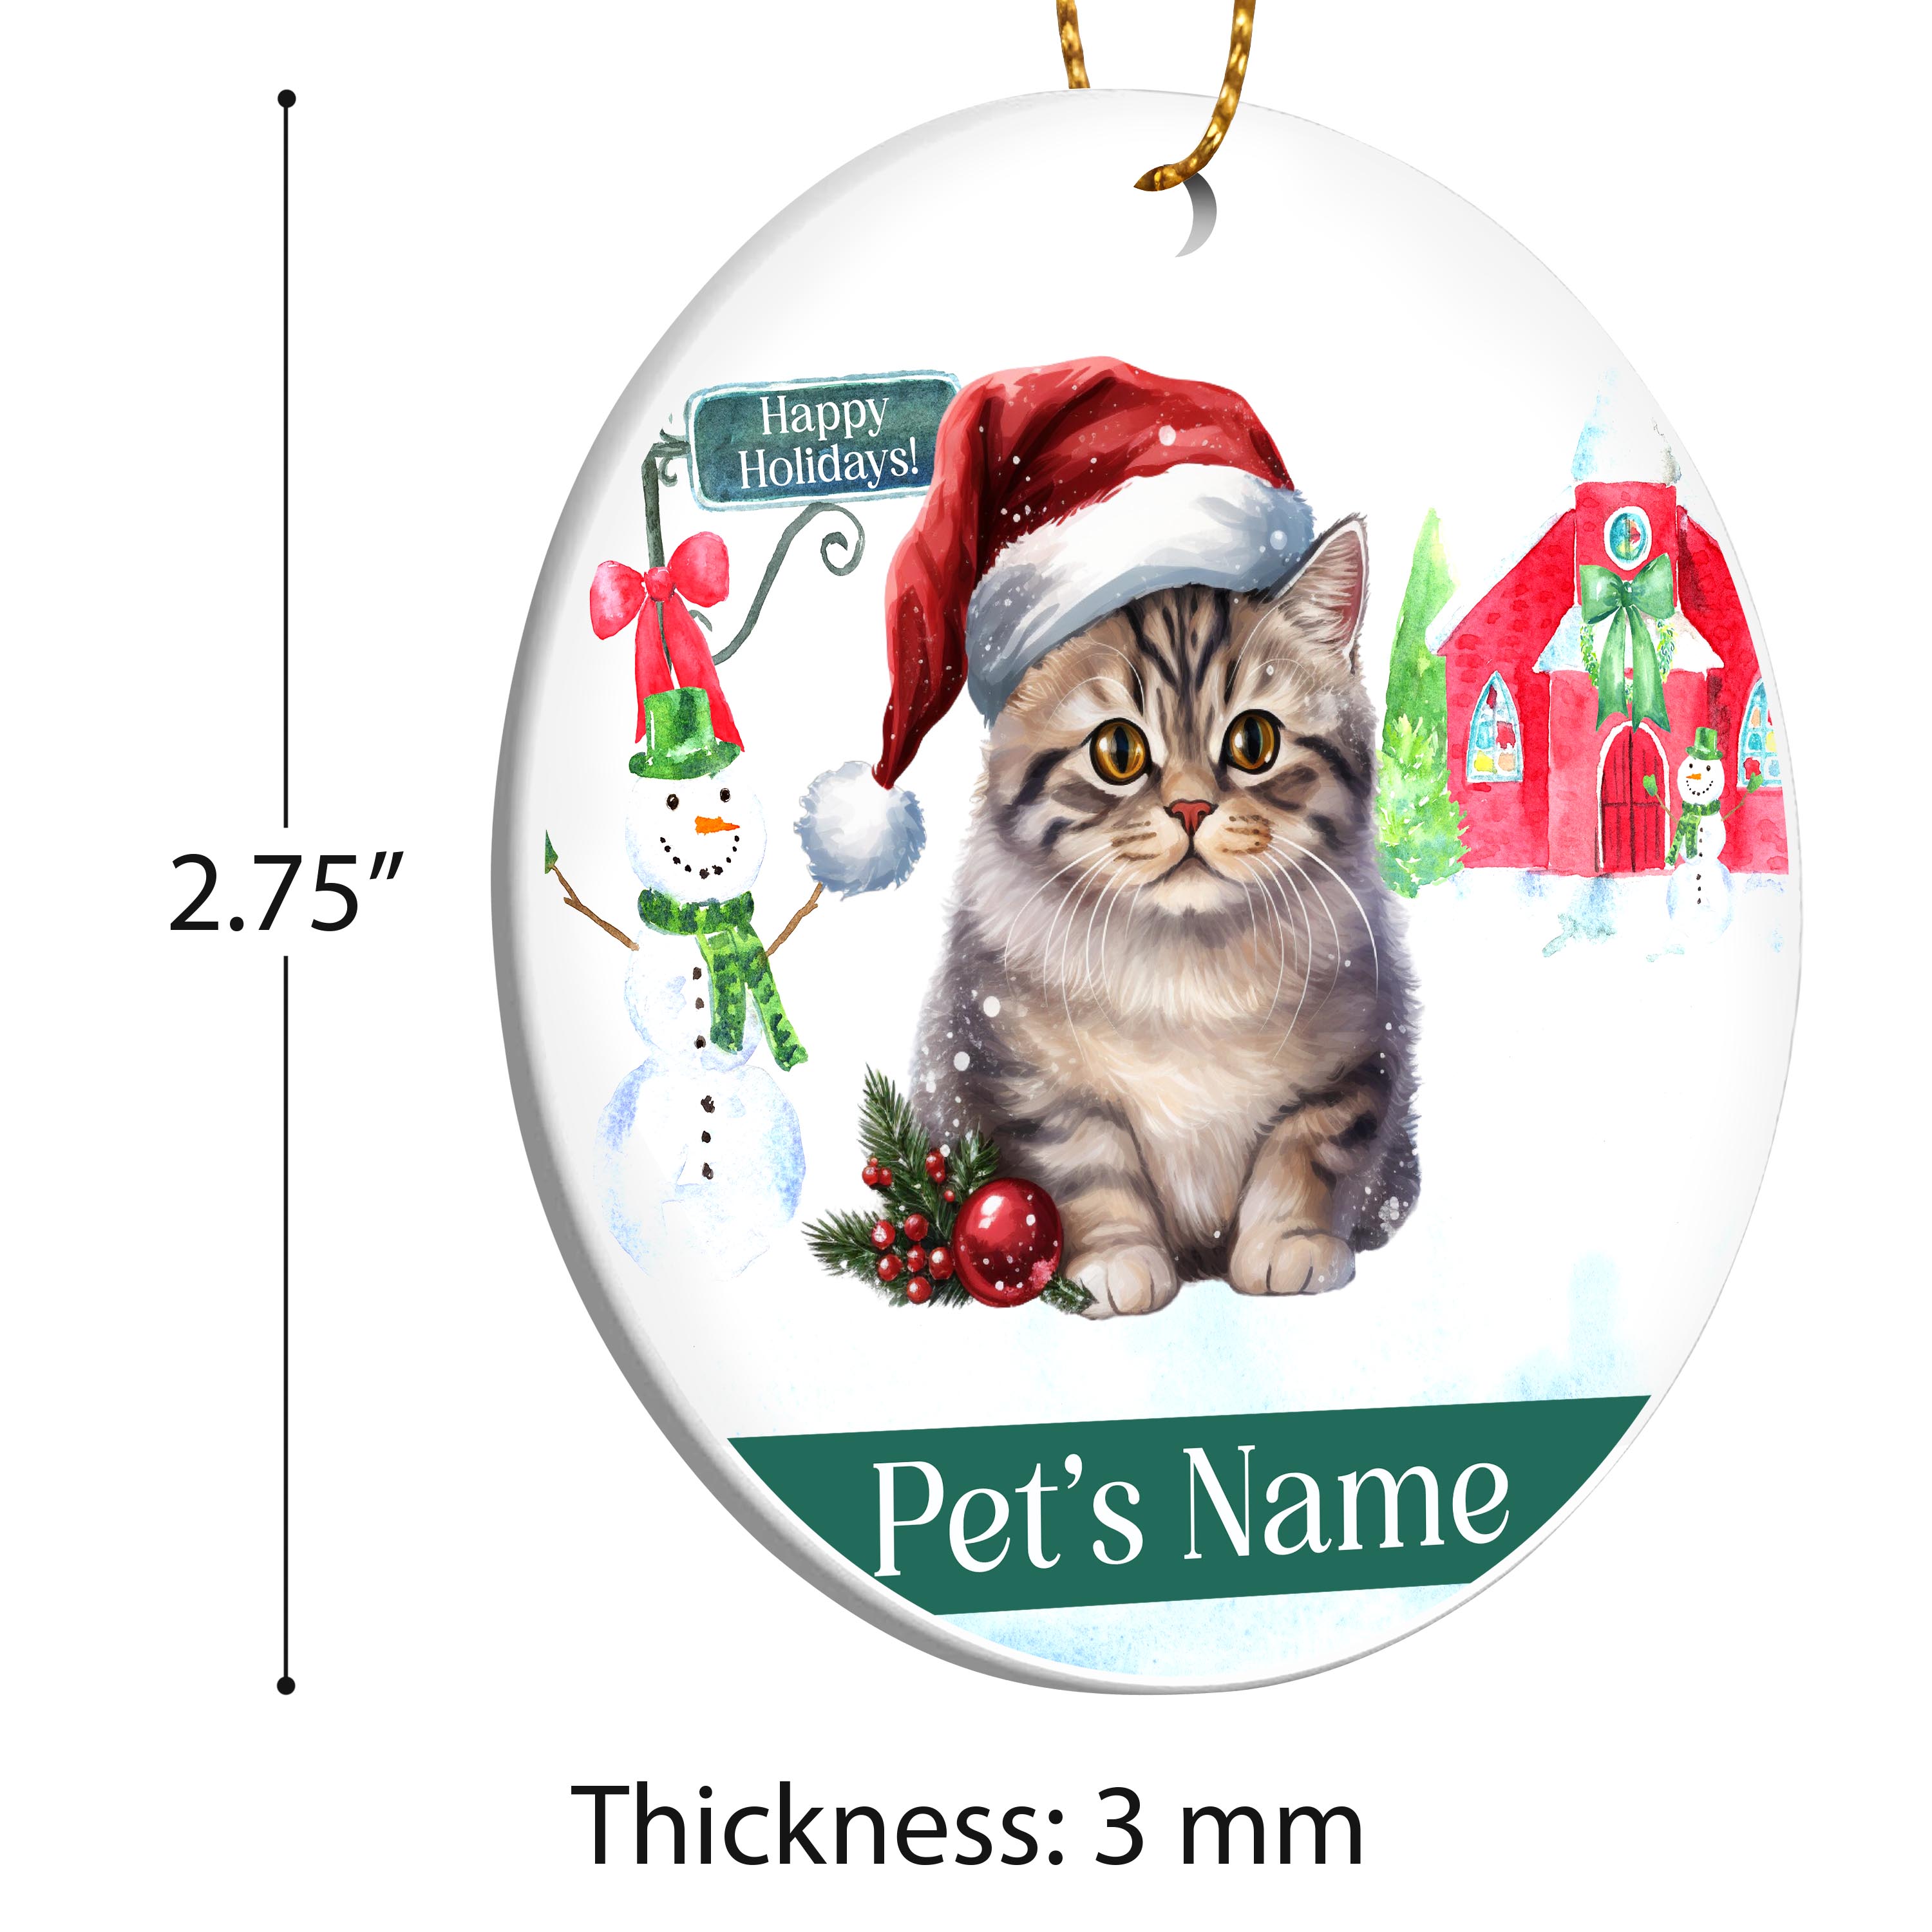 Happy
Holidays!
2.75”
Pet’s Name
Thickness: 3 mm